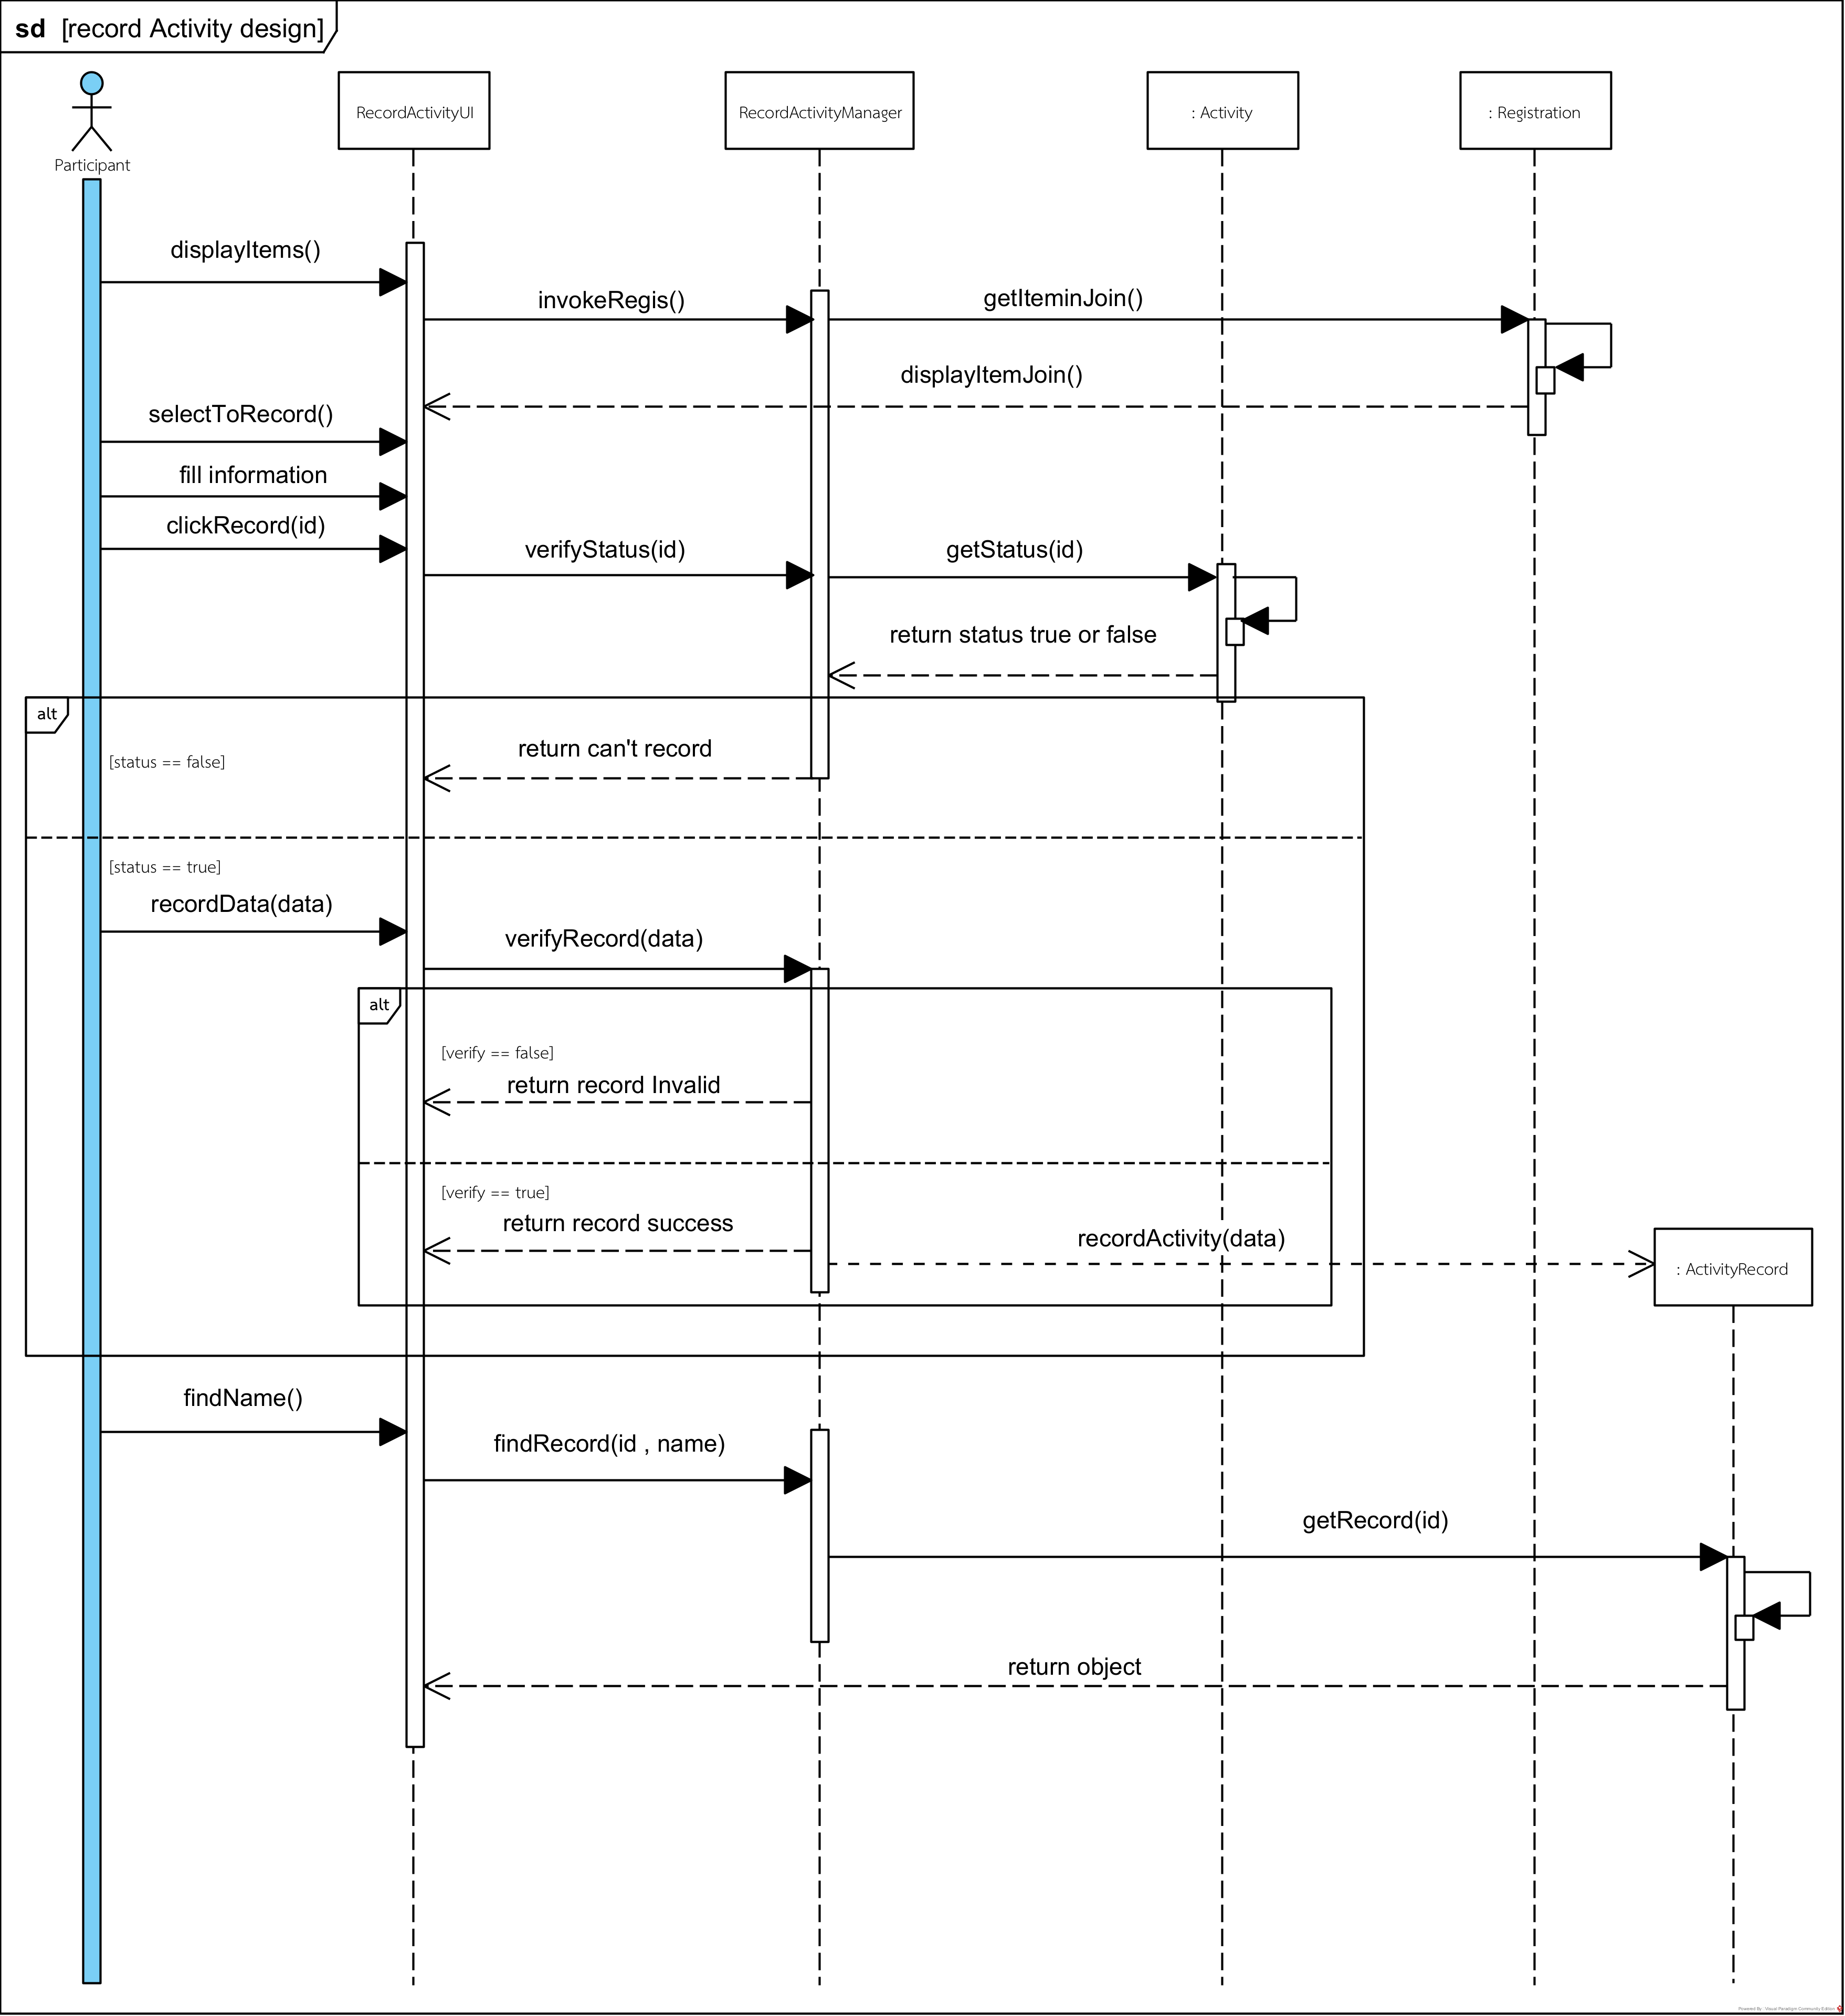 sd [record Activity design]
Participant
RecordActivityUI
RecordActivityManager
: Activity
: Registration
displayItems()
invokeRegis()
getIteminJoin()
displayItemJoin()
selectToRecord()
fill information
clickRecord(id)
verifyStatus(id)
getStatus(id)
return status true or false
alt
return can't record
[status == false]
[status == true]
recordData(data)
verifyRecord(data)
alt
[verify == false]
return record Invalid
[verify == true]
return record success
recordActivity(data)
: ActivityRecord
findName()
findRecord(id , name)
getRecord(id)
return object
Powered By Visual Paradigm Community Edition